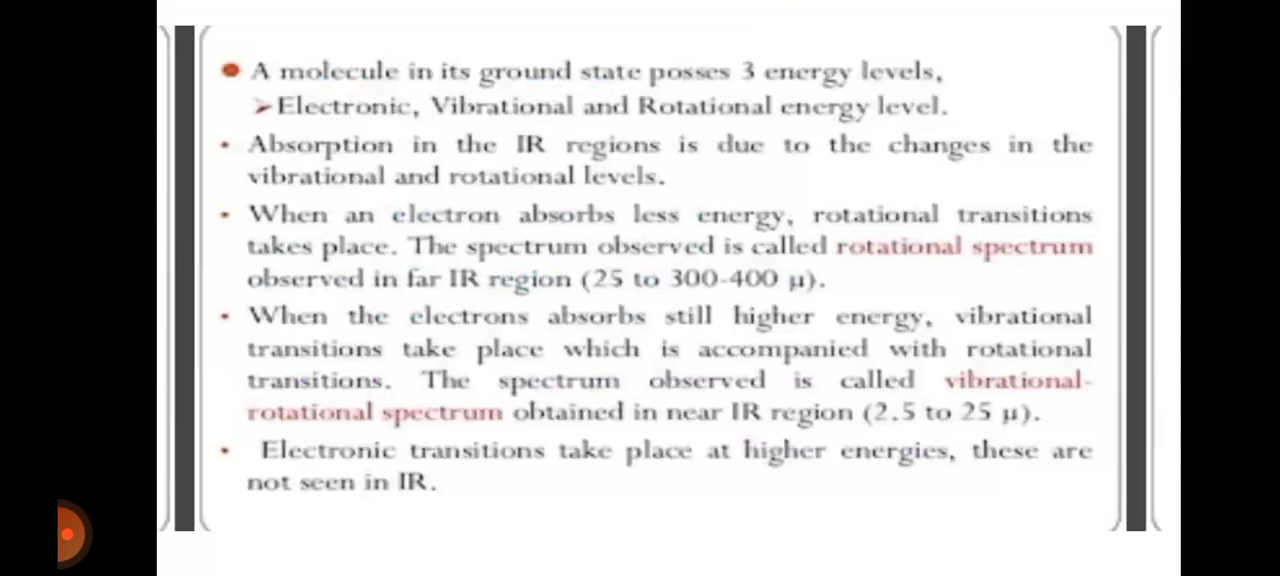 A molecule in its ground state posses 3 energy levels,
➢Electronic, Vibrational and Rotational energy level.
• Absorption in the IR regions is due to the changes in the
vibrational and rotational levels.
• When an electron absorbs less energy, rotational transitions
takes place. The spectrum observed is called rotational spectrum
observed in far IR region (25 to 300-400 µ).
• When the electrons absorbs still higher energy, vibrational
transitions take place which is accompanied with rotational
transitions. The spectrum observed is called vibrational-
rotational spectrum obtained in near IR region (2.5 to 25 µ).
• Electronic transitions take place at higher energies, these are
not seen in IR.